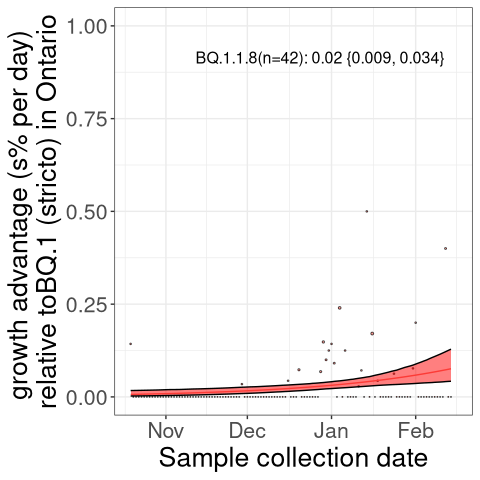 growth advantage (s% per day)
relative toBQ.1 (stricto) in Ontario
1.00
0.75
0.50
0.25
0.00
BQ.1.1.8(n=42): 0.02 {0.009, 0.034}
Nov Dec Jan Feb
Sample collection date